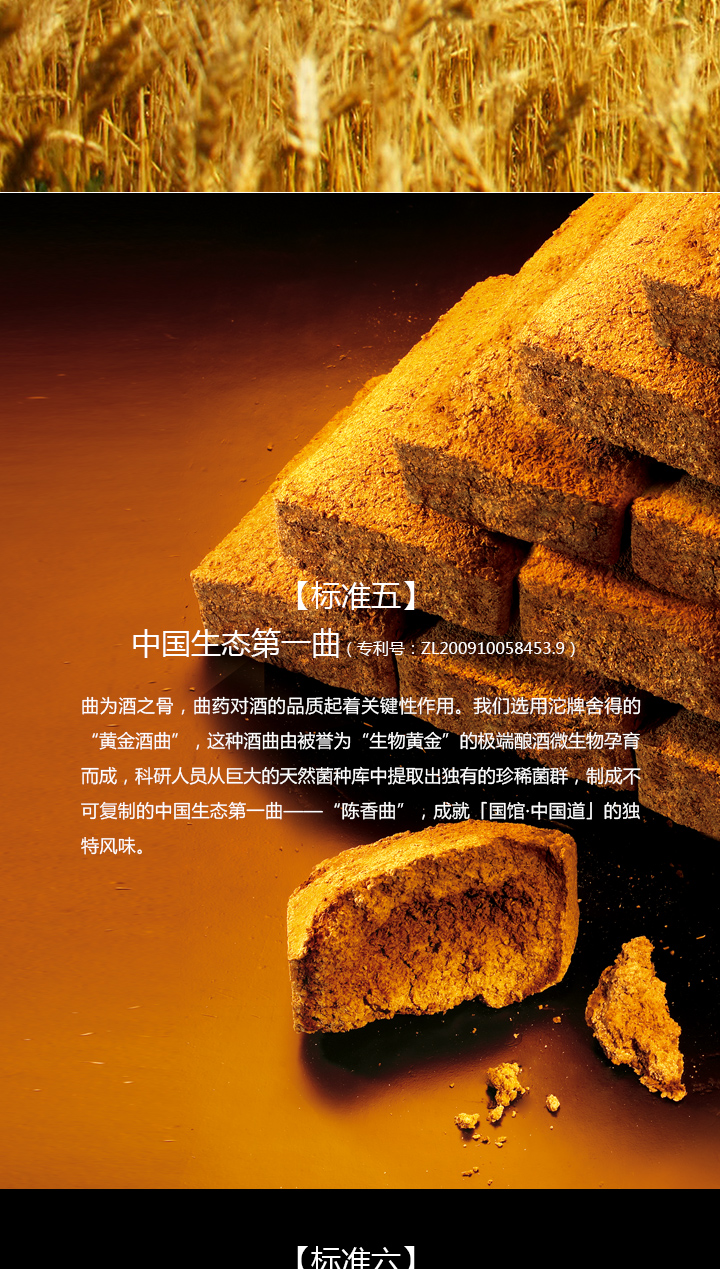 【标准五】
中国生态第一曲（专利号：ZL200910058453.9）
曲为酒之骨，曲药对酒的品质起着关键性作用。我们选用沱牌舍得的
“黄金酒曲”，这种酒曲由被誉为“生物黄金”的极端酿酒微生物孕育
而成，科研人员从巨大的天然菌种库中提取出独有的珍稀菌群，制成不
可复制的中国生态第一曲——“陈香曲”，成就「国馆·中国道」的独
特风味。
【标准六】